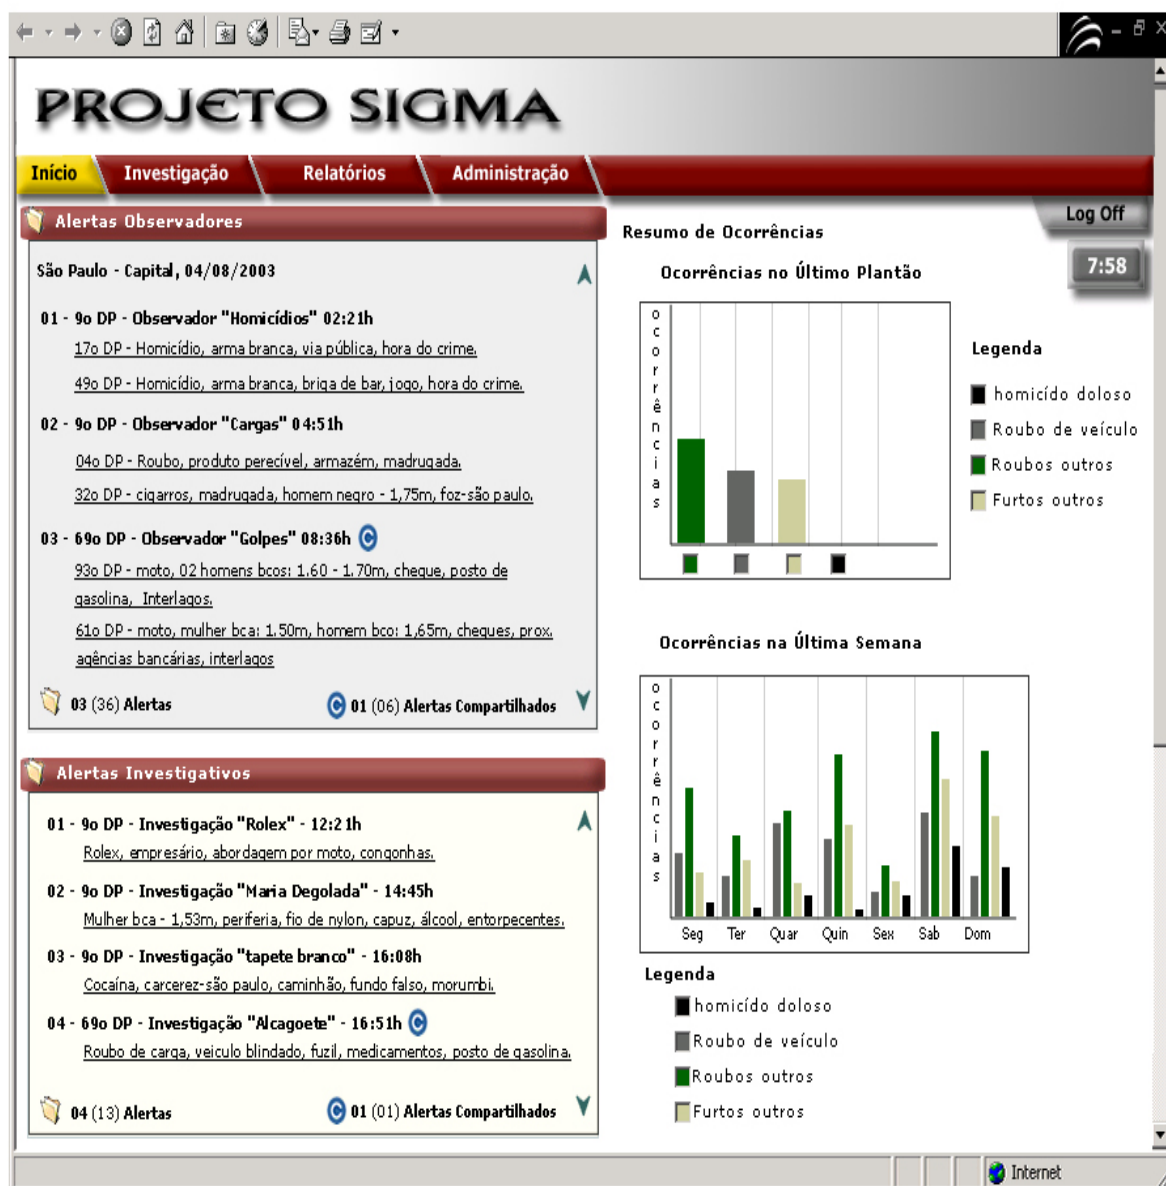 PROJETO SIGMA
Início
Investigação
Relatórios
Administração
Log Off
7:58
Alertas Observadores
São Paulo - Capital, 04/08/2003
01 - 9o DP - Observador "Homicídios" 02:21h
17o DP - Homicídio, arma branca, via pública, hora do crime.
49o DP - Homicídio, arma branca, briga de bar, jogo, hora do crime.
02 - 9o DP - Observador "Cargas" 04:51h
04o DP - Roubo, produto perecível, armazém, madrugada.
32o DP - cigarros, madrugada, homem negro - 1,75m, foz-são paulo.
03 - 69o DP - Observador "Golpes" 08:36h C
93o DP - moto, 02 homens bcos: 1.60 - 1.70m, cheque, posto de
gasolina, Interlagos.
61o DP - moto, mulher bca: 1.50m, homem bco: 1,65m, cheques, prox.
agências bancárias, interlagos
03 (36) Alertas
C 01 (06) Alertas Compartilhados
Alertas Investigativos
01 - 9o DP - Investigação "Rolex" - 12:21h
Rolex, empresário, abordagem por moto, congonhas.
02 - 9o DP - Investigação "Maria Degolada" - 14:45h
Mulher bca - 1,53m, periferia, fio de nylon, capuz, álcool, entorpecentes.
03 - 9o DP - Investigação "tapete branco" - 16:08h
Cocaína, carcerez-são paulo, caminhão, fundo falso, morumbi.
04 - 69o DP - Investigação "Alcagoete" - 16:51h C
Roubo de carga, veiculo blindado, fuzil, medicamentos, posto de gasolina.
04 (13) Alertas
C 01 (01) Alertas Compartilhados
Resumo de Ocorrências
Ocorrências no Último Plantão
ocorrências
Legenda
homicído doloso
Roubo de veículo
Roubos outros
Furtos outros
Ocorrências na Última Semana
ocorrências
Seg Ter Quar Quin Sex Sab Dom
Legenda
homicído doloso
Roubo de veículo
Roubos outros
Furtos outros
Internet